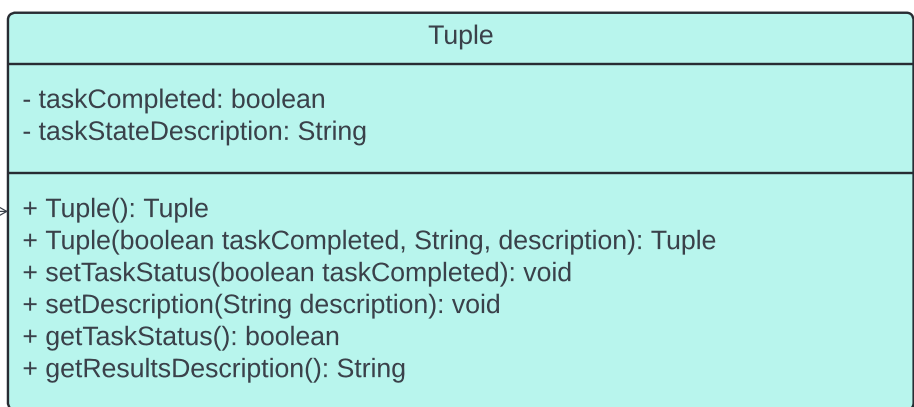 Tuple
- taskCompleted: boolean
- taskStateDescription: String
+ Tuple(): Tuple
+ Tuple(boolean taskCompleted, String, description): Tuple
+ setTaskStatus(boolean taskCompleted): void
+ setDescription(String description): void
+ getTaskStatus(): boolean
+ getResultsDescription(): String